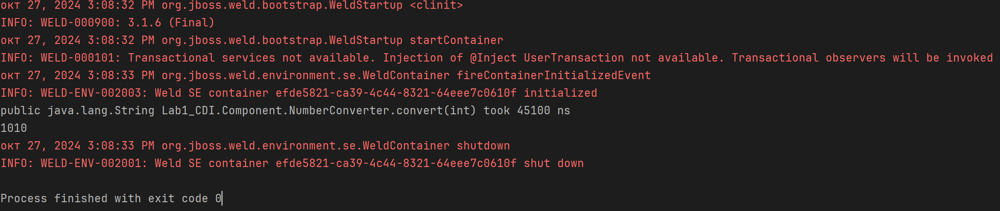 окт 27, 2024 3:08:32 PM org.jboss.weld.bootstrap.WeldStartup <clinit>
INFO: WELD-000900: 3.1.6 (Final)
окт 27, 2024 3:08:32 PM org.jboss.weld.bootstrap.WeldStartup startContainer
INFO: WELD-000101: Transactional services not available. Injection of @Inject UserTransaction not available. Transactional observers will be invoked
окт 27, 2024 3:08:33 PM org.jboss.weld.environment.se.WeldContainer fireContainerInitializedEvent
INFO: WELD-ENV-002003: Weld SE container efde5821-ca39-4c44-8321-64eee7c0610f initialized
public java.lang.String Lab1_CDI.Component.NumberConverter.convert(int) took 45100 ns
1010
окт 27, 2024 3:08:33 PM org.jboss.weld.environment.se.WeldContainer shutdown
INFO: WELD-ENV-002001: Weld SE container efde5821-ca39-4c44-8321-64eee7c0610f shut down
Process finished with exit code 0